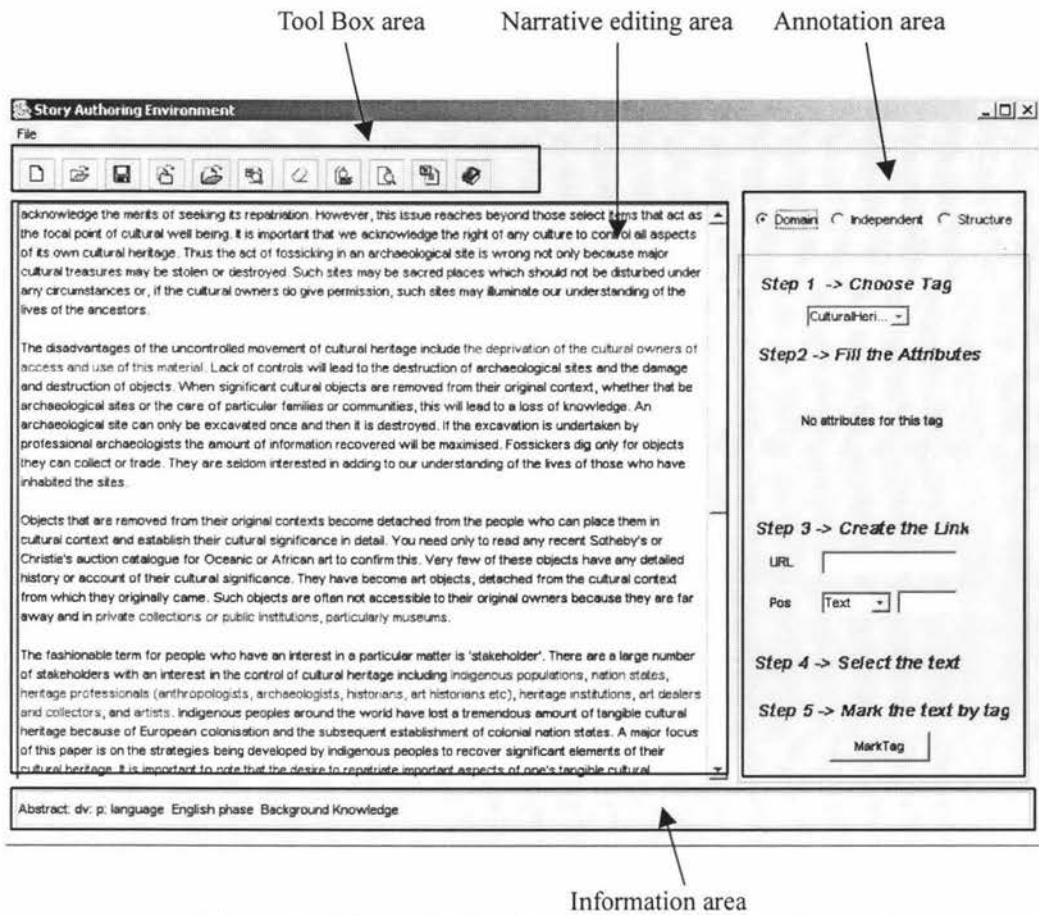 Tool Box area Narrative editing area Annotation area
Story Authoring Environment
File
acknowledge the merits of seeking its repatriation. However, this issue reaches beyond those select items that act as
the focal point of cultural well being. It is important that we acknowledge the right of any culture to control all aspects
of its own cultural heritage. Thus the act of fossicking in an archaeological site is wrong not only because major
cultural treasures may be stolen or destroyed. Such sites may be sacred places which should not be disturbed under
any circumstances or, if the cultural owners do give permission, such sites may illuminate our understanding of the
lives of the ancestors.
The disadvantages of the uncontrolled movement of cultural heritage include the deprivation of the cultural owners of
access and use of this material. Lack of controls will lead to the destruction of archaeological sites and the damage
and destruction of objects. When significant cultural objects are removed from their original context, whether that be
archaeological sites or the care of particular families or communities, this will lead to a loss of knowledge. An
archaeological site can only be excavated once and then it is destroyed. If the excavation is undertaken by
professional archaeologists the amount of information recovered will be maximised. Fossickers dig only for objects
they can collect or trade. They are seldom interested in adding to our understanding of the lives of those who have
inhabited the sites.
Objects that are removed from their original contexts become detached from the people who can place them in
cultural context and establish their cultural significance in detail. You need only to read any recent Sotheby's or
Christie's auction catalogue for Oceanic or African art to confirm this. Very few of these objects have any detailed
history or account of their cultural significance. They have become art objects, detached from the cultural context
from which they originally came. Such objects are often not accessible to their original owners because they are far
away and in private collections or public institutions, particularly museums.
The fashionable term for people who have an interest in a particular matter is 'stakeholder'. There are a large number
of stakeholders with an interest in the control of cultural heritage including indigenous populations, nation states,
heritage professionals (anthropologists, archaeologists, historians, art historians etc), heritage institutions, art dealers
and collectors, and artists. Indigenous peoples around the world have lost a tremendous amount of tangible cultural
heritage because of European colonisation and the subsequent establishment of colonial nation states. A major focus
of this paper is on the strategies being developed by indigenous peoples to recover significant elements of their
cultural heritage. It is important to note that the desire to repatriate important aspects of one's tangible cultural
Domain Independent Structure
Step 1 -> Choose Tag
CulturalHeri...
Step2 -> Fill the Attributes
No attributes for this tag
Step 3 -> Create the Link
URL
Pos Text
Step 4 -> Select the text
Step 5 -> Mark the text by tag
MarkTag
Abstract: dv: p: language English phase Background Knowledge
Information area